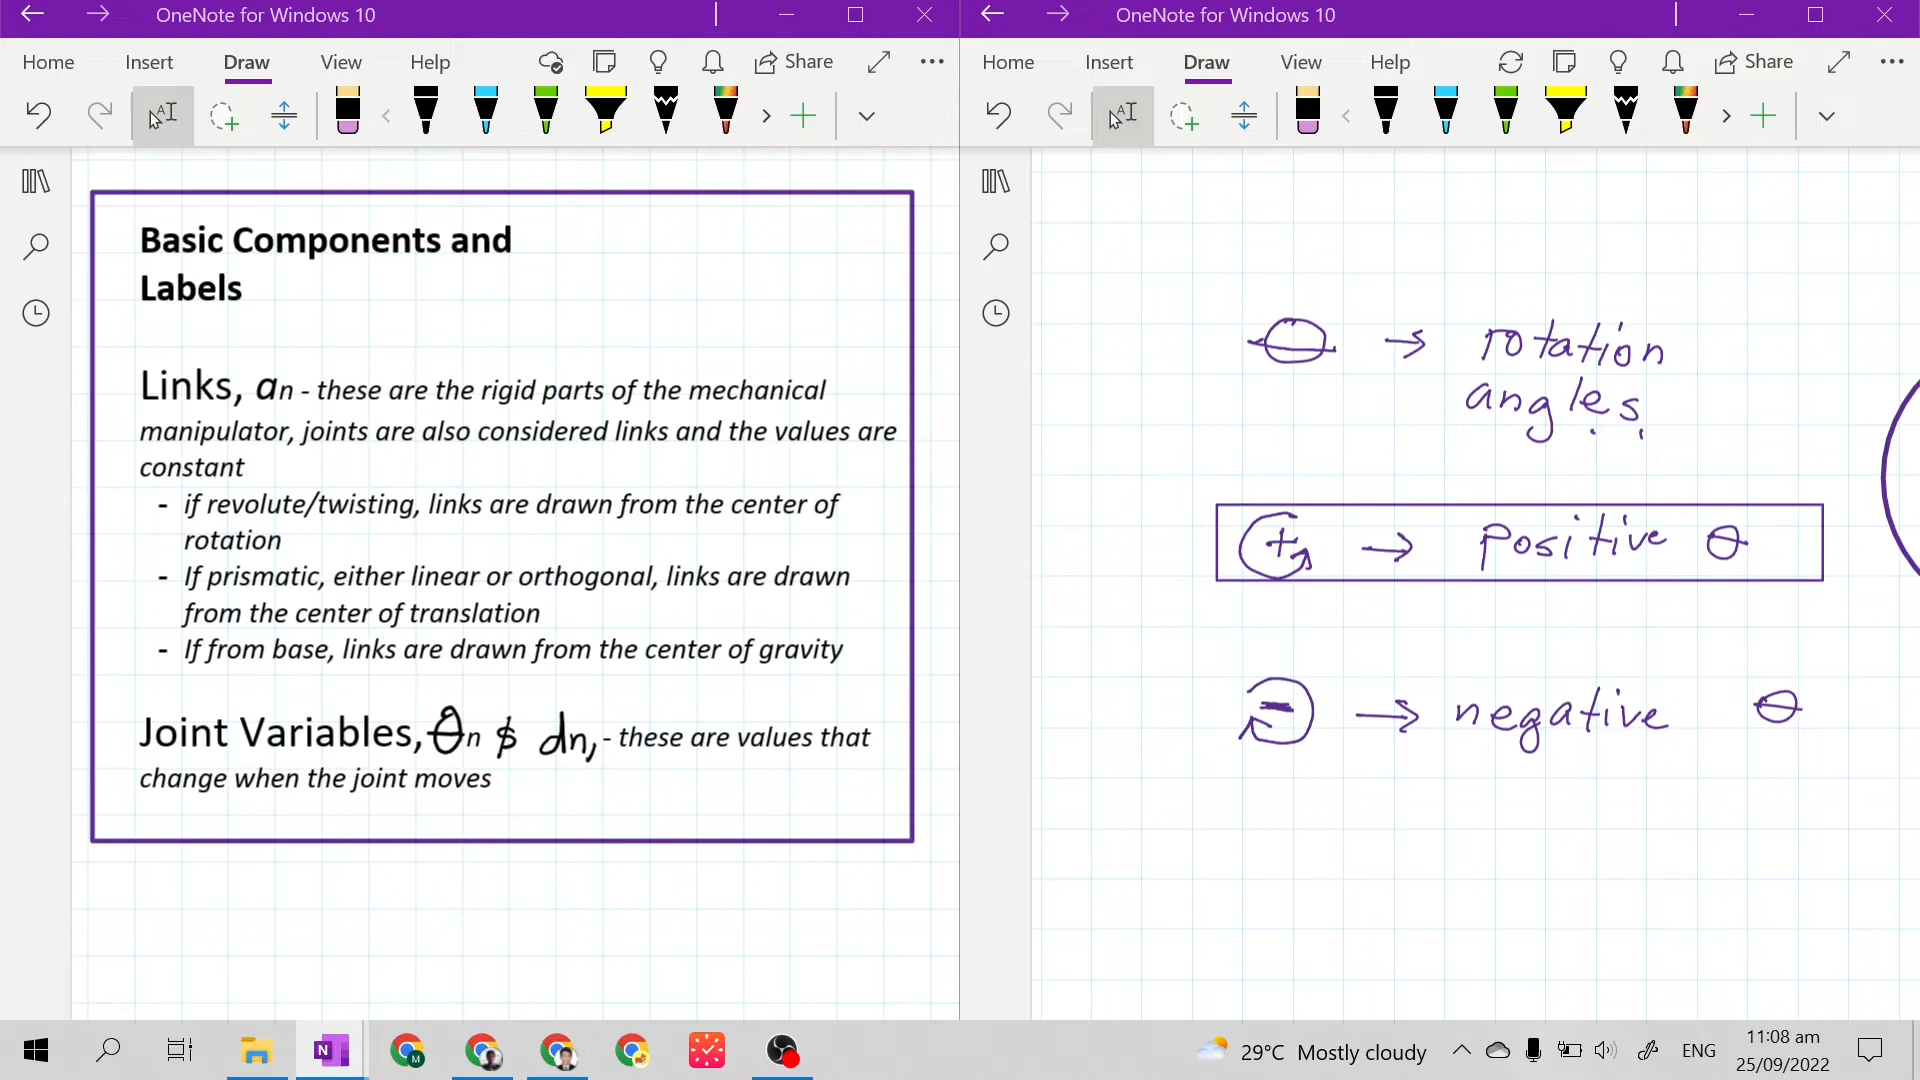 OneNote for Windows 10
Home Insert Draw View Help Share
Basic Components and
Labels
Links, an - these are the rigid parts of the mechanical
manipulator, joints are also considered links and the values are
constant
- if revolute/twisting, links are drawn from the center of
rotation
- If prismatic, either linear or orthogonal, links are drawn
from the center of translation
- If from base, links are drawn from the center of gravity
Joint Variables, θn $ dn, - these are values that
change when the joint moves
OneNote for Windows 10
Home Insert Draw View Help Share
θ → rotation
angles
+ → positive θ
- → negative θ
29°C Mostly cloudy
ENG
11:08 am
25/09/2022